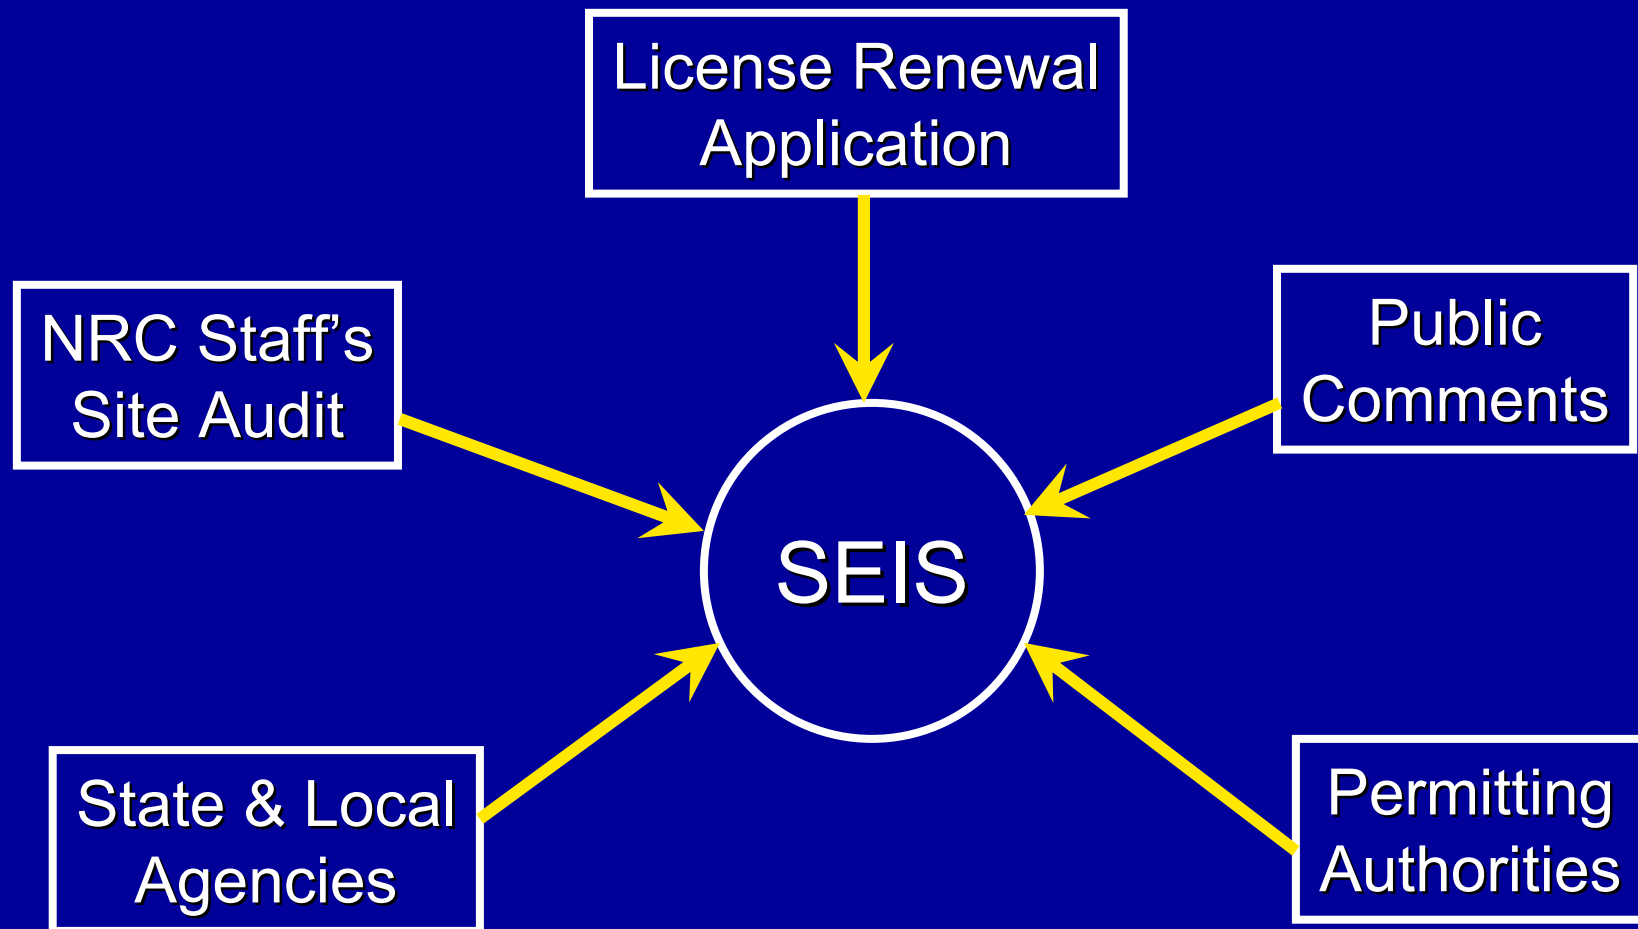 License Renewal
Application
NRC Staff’s
Site Audit
Public
Comments
SEIS
State & Local
Agencies
Permitting
Authorities